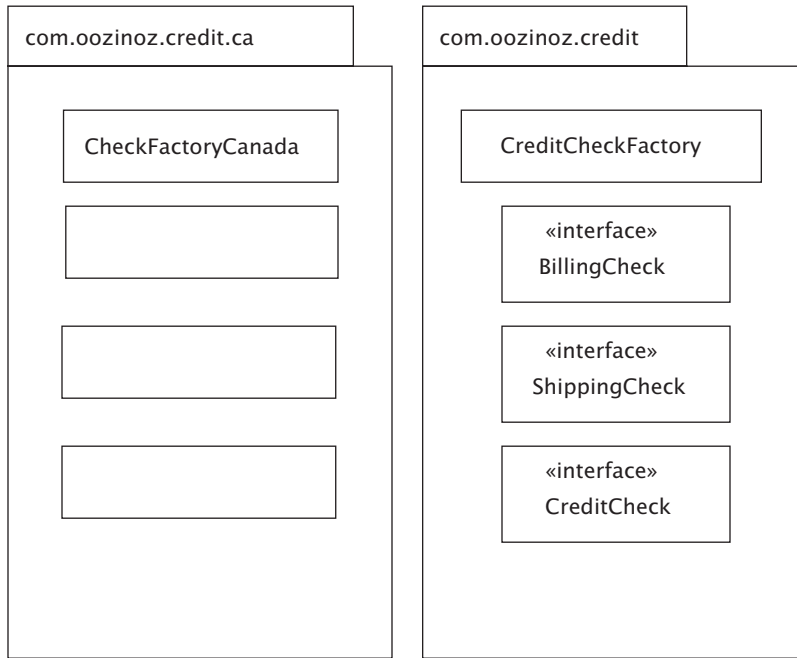 com.oozinoz.credit.ca
CheckFactoryCanada
com.oozinoz.credit
CreditCheckFactory
«interface»
BillingCheck
«interface»
ShippingCheck
«interface»
CreditCheck